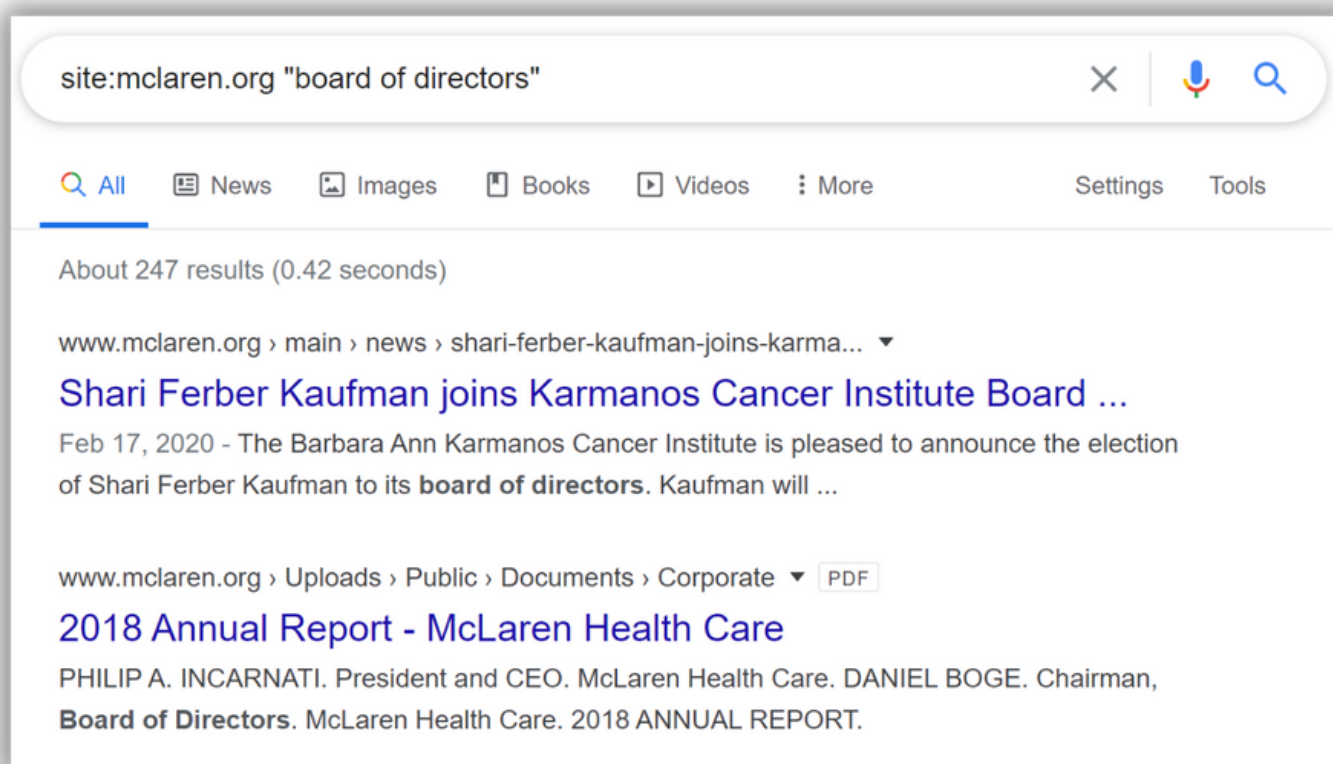 site:mclaren.org "board of directors"
All News Images Books Videos More Settings Tools
About 247 results (0.42 seconds)
www.mclaren.org › main › news › shari-ferber-kaufman-joins-karma...
Shari Ferber Kaufman joins Karmanos Cancer Institute Board ...
Feb 17, 2020 - The Barbara Ann Karmanos Cancer Institute is pleased to announce the election
of Shari Ferber Kaufman to its board of directors. Kaufman will ...
www.mclaren.org › Uploads › Public › Documents › Corporate PDF
2018 Annual Report - McLaren Health Care
PHILIP A. INCARNATI. President and CEO. McLaren Health Care. DANIEL BOGE. Chairman,
Board of Directors. McLaren Health Care. 2018 ANNUAL REPORT.